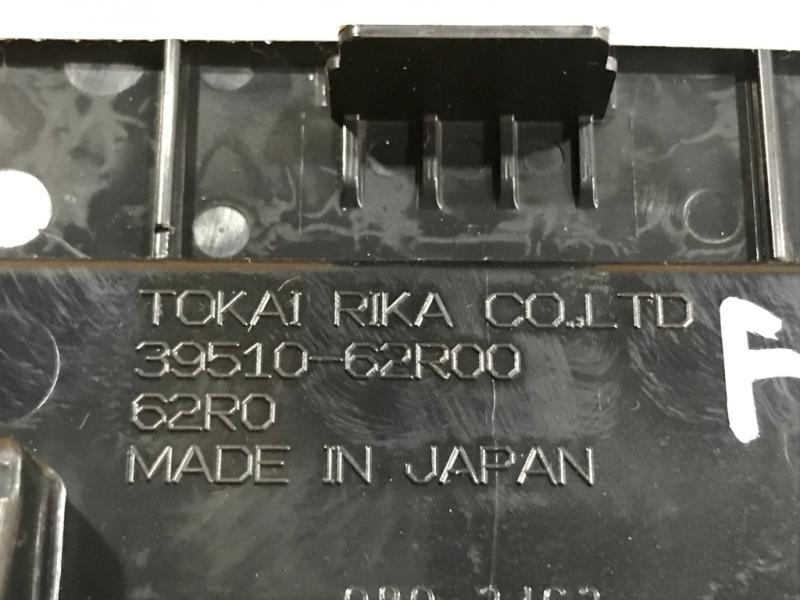 TOKAI RIKA CO.,LTD
39510-62R00
62R0
MADE IN JAPAN